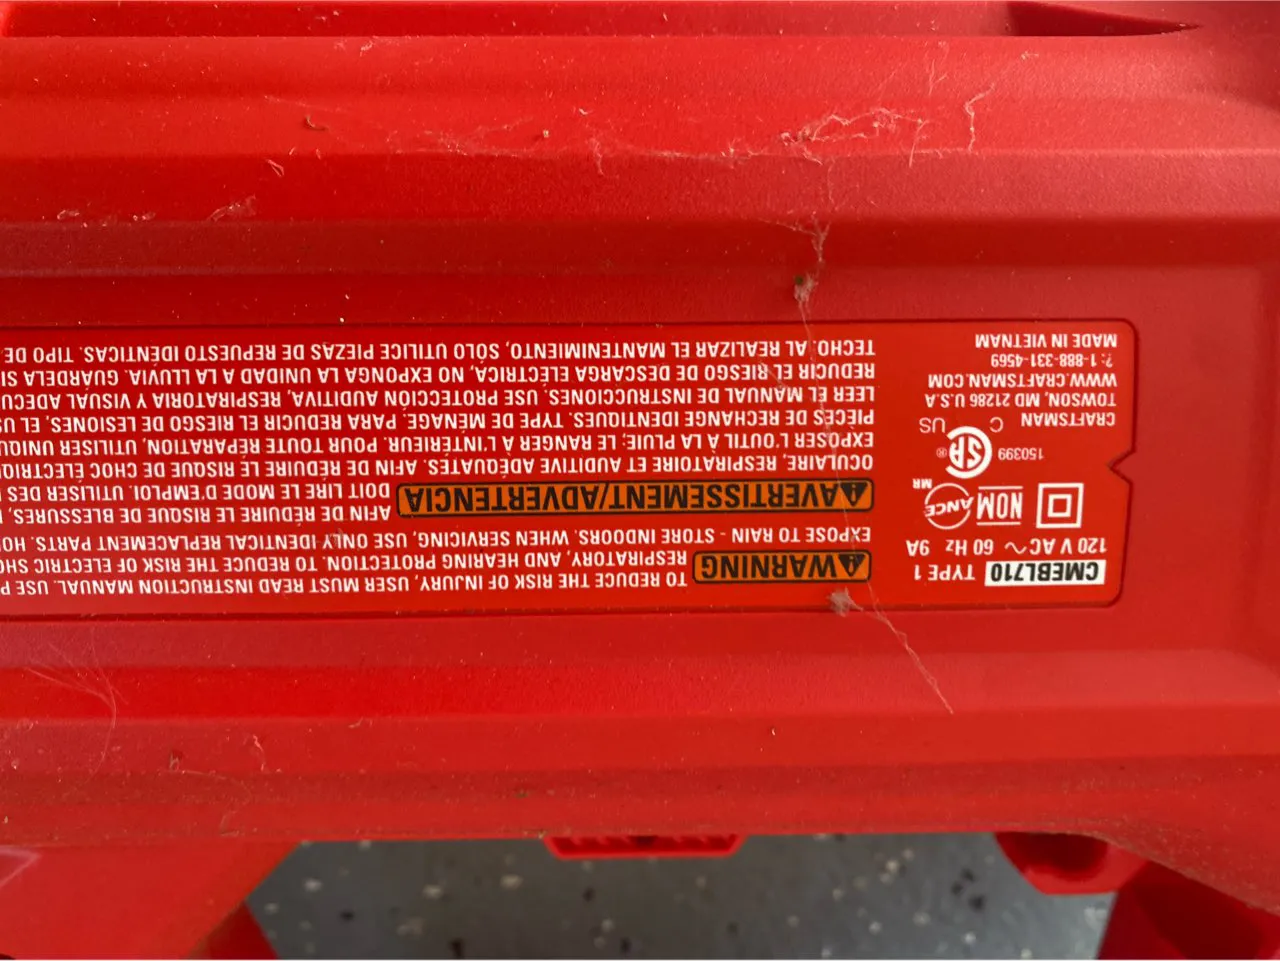 CMEBL710 TYPE 1
120 V AC ~ 60 Hz 9A
NOM ANCE MR
150399 SA ®
C US
CRAFTSMAN
TOWSON, MD 21286 U.S.A
WWW.CRAFTSMAN.COM
?: 1-888-331-4569
MADE IN VIETNAM
WARNING TO REDUCE THE RISK OF INJURY, USER MUST READ INSTRUCTION MANUAL. USE
RESPIRATORY, AND HEARING PROTECTION. TO REDUCE THE RISK OF ELECTRIC
EXPOSE TO RAIN - STORE INDOORS. WHEN SERVICING, USE ONLY IDENTICAL REPLACEMENT PARTS.
AVERTISSEMENT/ADVERTENCIA AFIN DE RÉDUIRE LE RISQUE DE BLESSURES,
DOIT LIRE LE MODE D'EMPLOI. UTILISER DES
OCULAIRE, RESPIRATOIRE ET AUDITIVE ADÉQUATES. AFIN DE RÉDUIRE LE RISQUE DE CHOC
EXPOSER L'OUTIL À LA PLUIE; LE RANGER À L'INTÉRIEUR. POUR TOUTE RÉPARATION, UTILISER
PIÈCES DE RECHANGE IDENTIQUES. TYPE DE MÉNAGE. PARA REDUCIR EL RIESGO DE LESIONES, EL
LEER EL MANUAL DE INSTRUCCIONES. USE PROTECCIÓN AUDITIVA, RESPIRATORIA Y VISUAL
REDUCIR EL RIESGO DE DESCARGA ELÉCTRICA, NO EXPONGA LA UNIDAD A LA LLUVIA. GUÁRDELA
TECHO. AL REALIZAR EL MANTENIMIENTO, SÓLO UTILICE PIEZAS DE REPUESTO IDÉNTICAS. TIPO DE